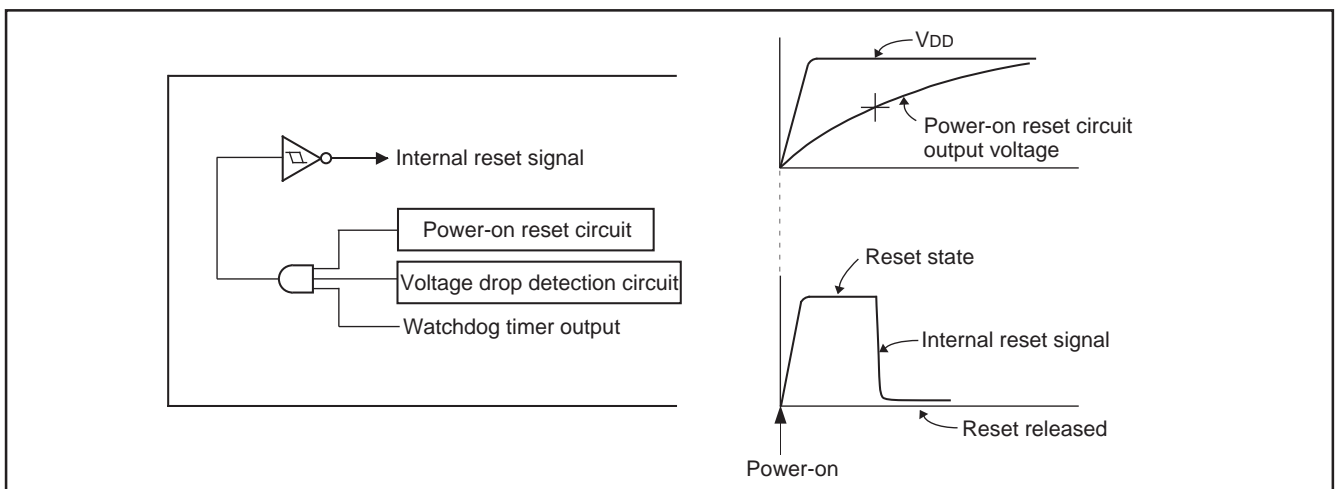 Internal reset signal
Power-on reset circuit
Voltage drop detection circuit
Watchdog timer output
VDD
Power-on reset circuit
output voltage
Reset state
Internal reset signal
Reset released
Power-on